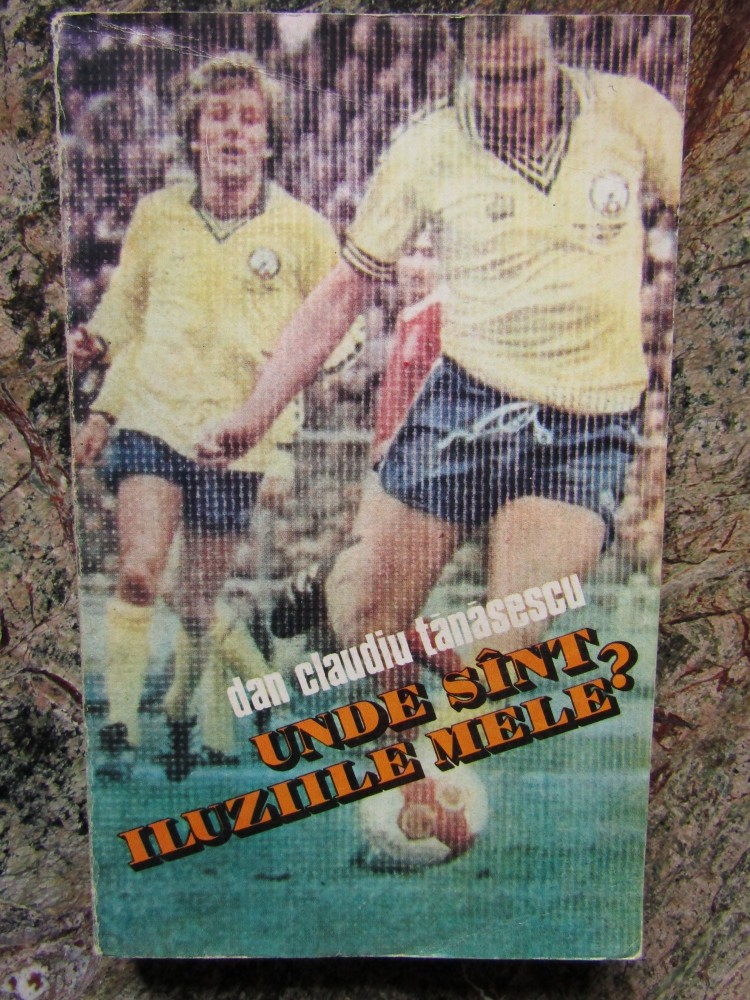 dan claudiu tănăsescu
UNDE SÎNT
ILUZIILE MELE?